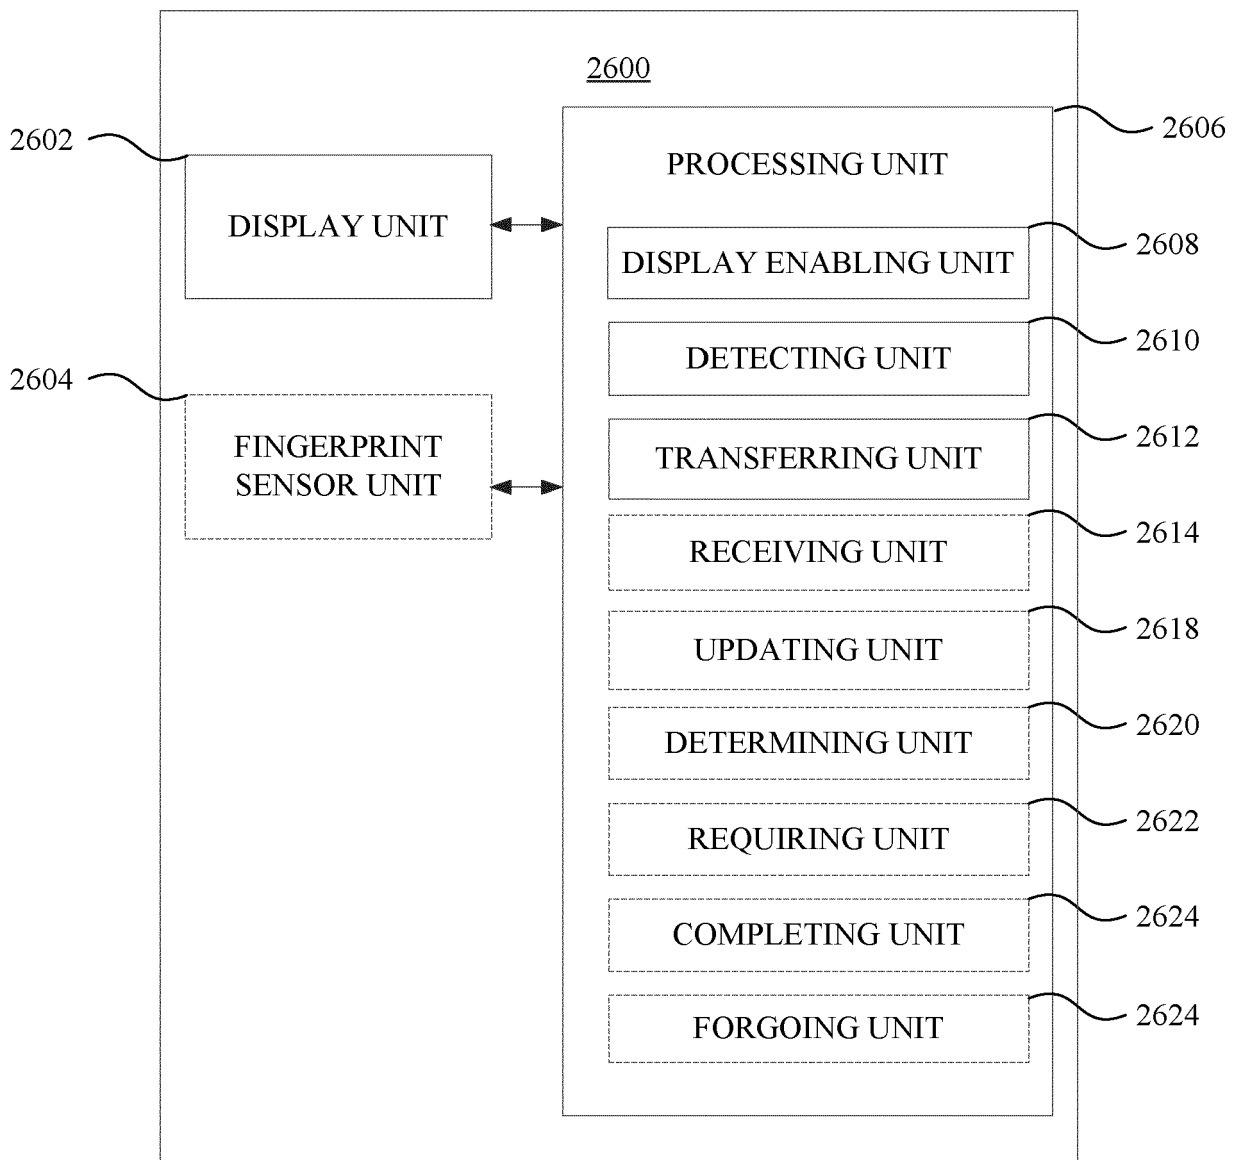 2600
2602
2606
PROCESSING UNIT
DISPLAY UNIT
2608
DISPLAY ENABLING UNIT
2610
DETECTING UNIT
2604
2612
FINGERPRINT
SENSOR UNIT
TRANSFERRING UNIT
2614
RECEIVING UNIT
2618
UPDATING UNIT
2620
DETERMINING UNIT
2622
REQUIRING UNIT
2624
COMPLETING UNIT
2624
FORGOING UNIT